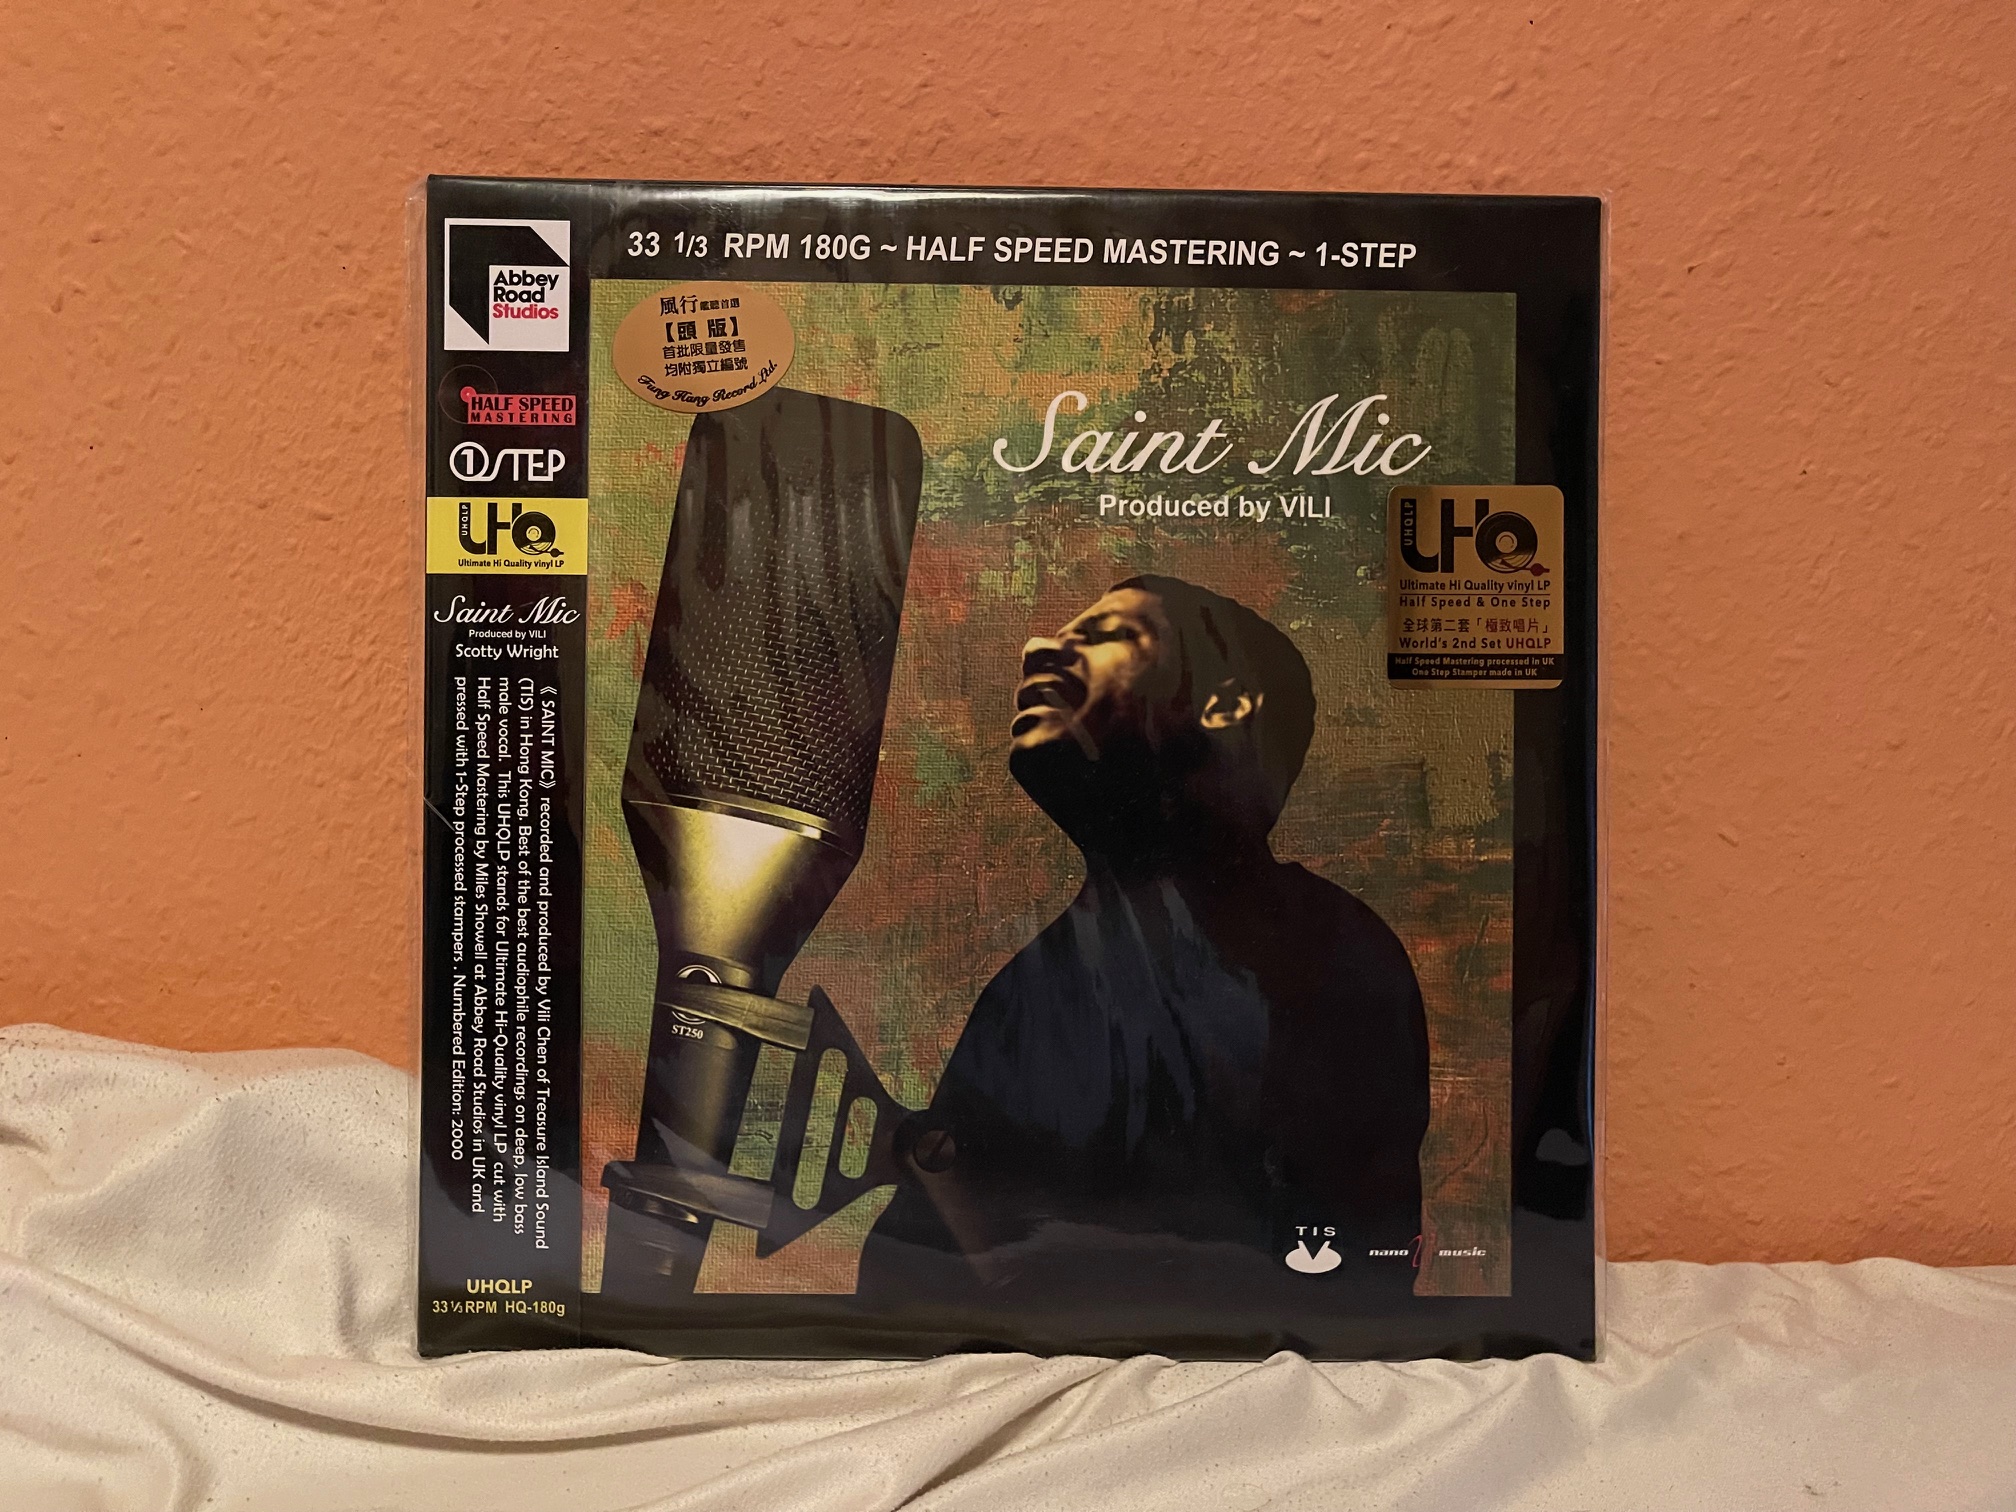 33 1/3 RPM 180G ~ HALF SPEED MASTERING ~ 1-STEP
Abbey
Road
Studios
HALF SPEED
MASTERING
1STEP
UHQLP
UHQ
Ultimate Hi Quality vinyl LP
Saint Mic
Produced by VILI
Scotty Wright
《SAINT MIC》 recorded and produced by Vili Chen of Treasure Island Sound
(TIS) in Hong Kong. Best of the best audiophile recordings on deep, low bass
male vocal. This UHQLP stands for Ultimate Hi-Quality vinyl LP cut with
Half Speed Mastering by Miles Showell at Abbey Road Studios in UK and
pressed with 1-Step processed stampers . Numbered Edition: 2000
UHQLP
33⅓RPM HQ-180g
風行鑑聽首選
【頭版】
首批限量發售
均附獨立編號
Fung Hang Record Ltd.
Saint Mic
Produced by VILI
UHQLP
UHQ
Ultimate Hi Quality vinyl LP
Half Speed & One Step
全球第二套「極致唱片」
World's 2nd Set UHQLP
Half Speed Mastering processed in UK
One Step Stamper made in UK
ST250
TIS
nano music